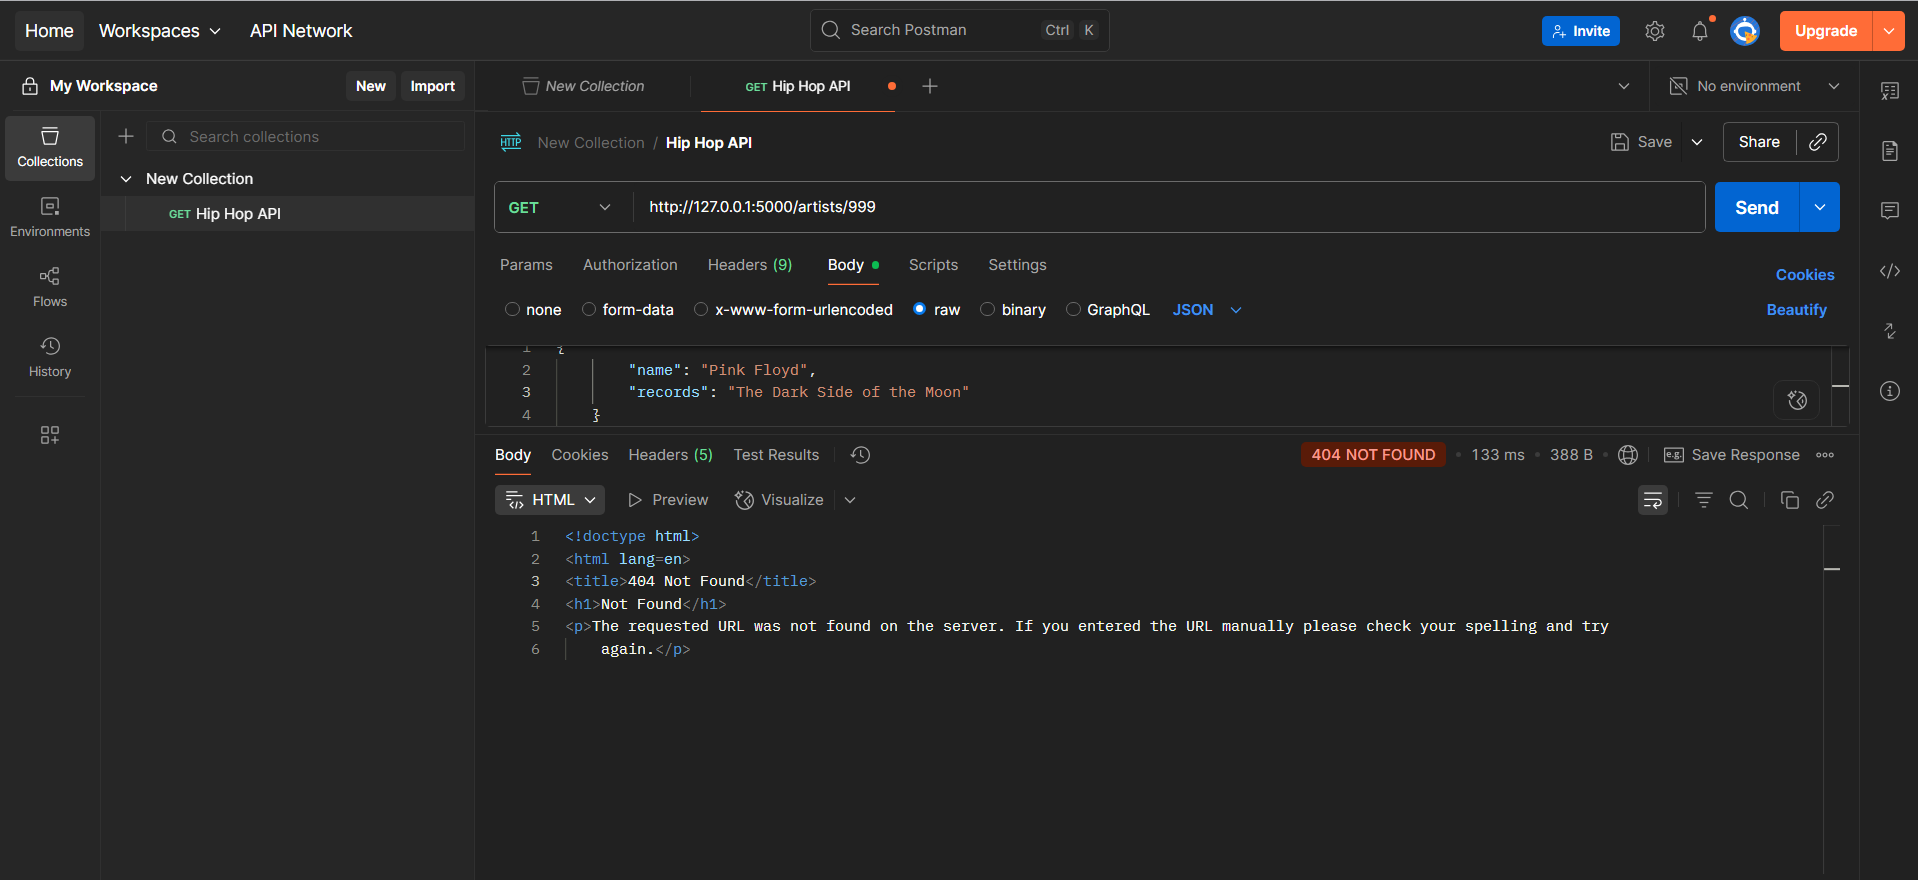 Home Workspaces API Network Search Postman Ctrl K Invite Upgrade
My Workspace New Import
New Collection GET Hip Hop API No environment
Collections
Search collections
New Collection
GET Hip Hop API
Environments
Flows
History
HTTP New Collection / Hip Hop API Save Share
GET http://127.0.0.1:5000/artists/999 Send
Params Authorization Headers (9) Body Scripts Settings Cookies
none form-data x-www-form-urlencoded raw binary GraphQL JSON Beautify
1 {
2 "name": "Pink Floyd",
3 "records": "The Dark Side of the Moon"
4 }
Body Cookies Headers (5) Test Results 404 NOT FOUND 133 ms 388 B e.g. Save Response
HTML Preview Visualize
1 <!doctype html>
2 <html lang=en>
3 <title>404 Not Found</title>
4 <h1>Not Found</h1>
5 <p>The requested URL was not found on the server. If you entered the URL manually please check your spelling and try
again.</p>
6